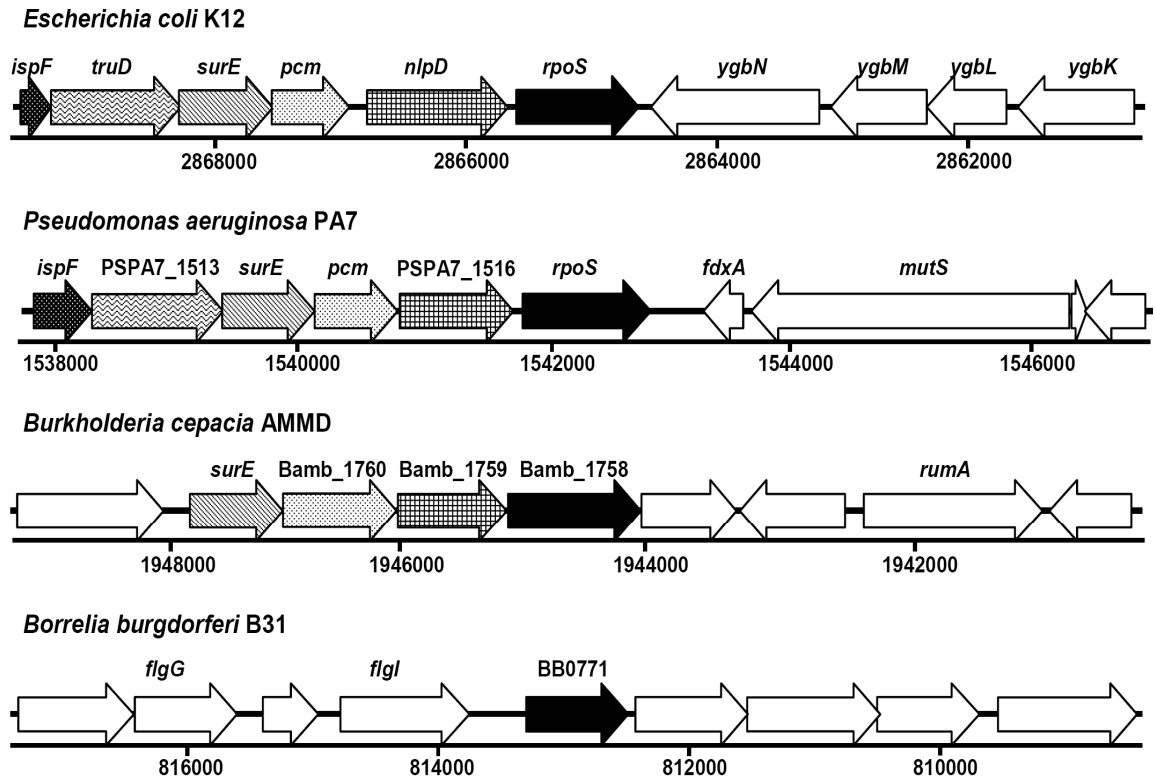 Escherichia coli K12
ispF truD surE pcm nlpD rpoS ygbN ygbM ygbL ygbK
2868000 2866000 2864000 2862000
Pseudomonas aeruginosa PA7
ispF PSPA7_1513 surE pcm PSPA7_1516 rpoS fdxA mutS
1538000 1540000 1542000 1544000 1546000
Burkholderia cepacia AMMD
surE Bamb_1760 Bamb_1759 Bamb_1758 rumA
1948000 1946000 1944000 1942000
Borrelia burgdorferi B31
flgG flgI BB0771
816000 814000 812000 810000